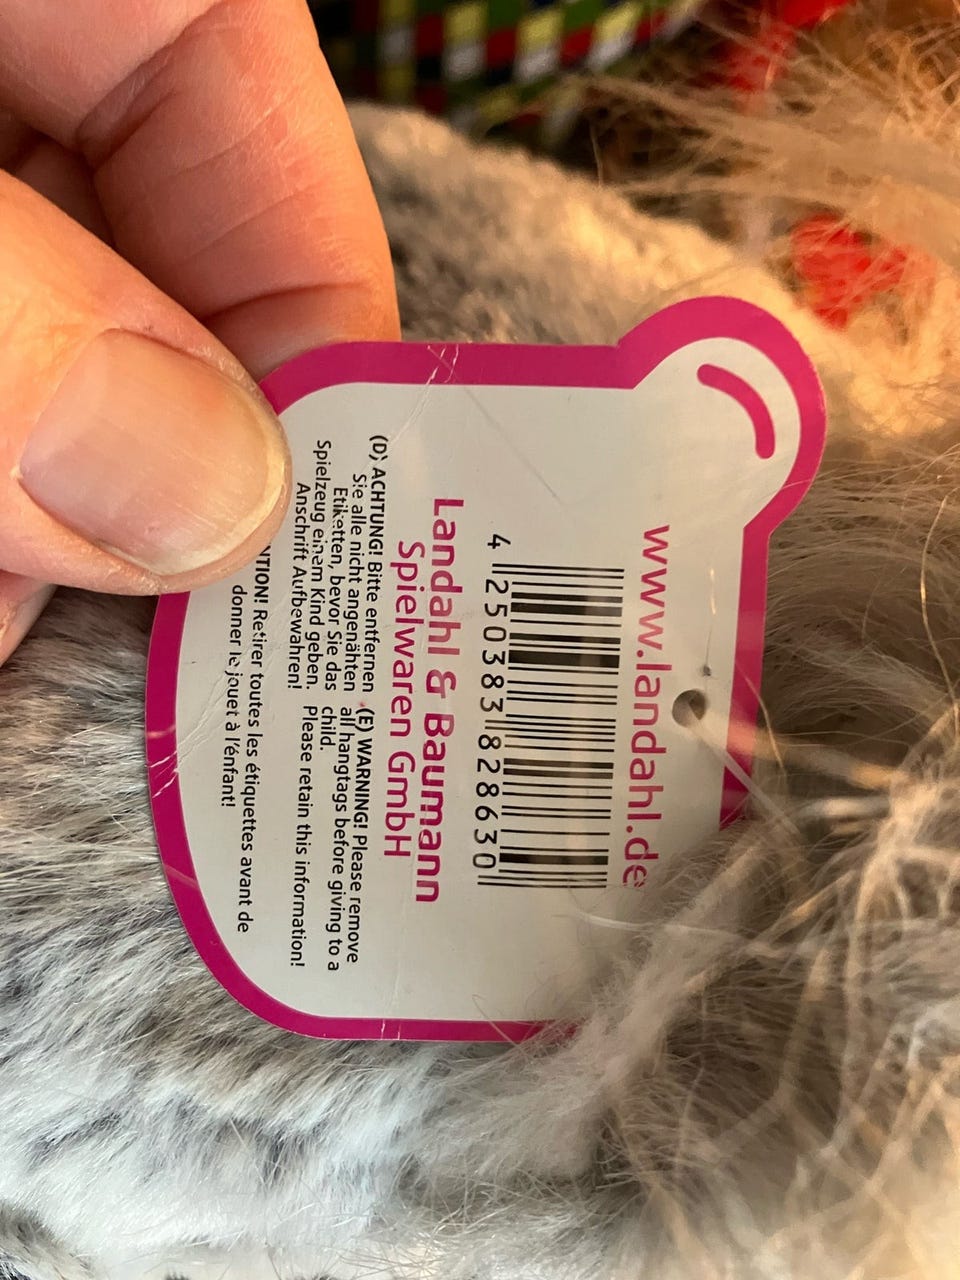 www.landahl.de
4 250383 828630
Landahl & Baumann
Spielwaren GmbH
(D) ACHTUNG! Bitte entfernen
Sie alle nicht angenähten
Etiketten, bevor Sie das
Spielzeug einem Kind geben.
Anschrift Aufbewahren!
(E) WARNING! Please remove
all hangtags before giving to a
child.
Please retain this information!
Retirer toutes les étiquettes avant de
donner le jouet à l'énfant!